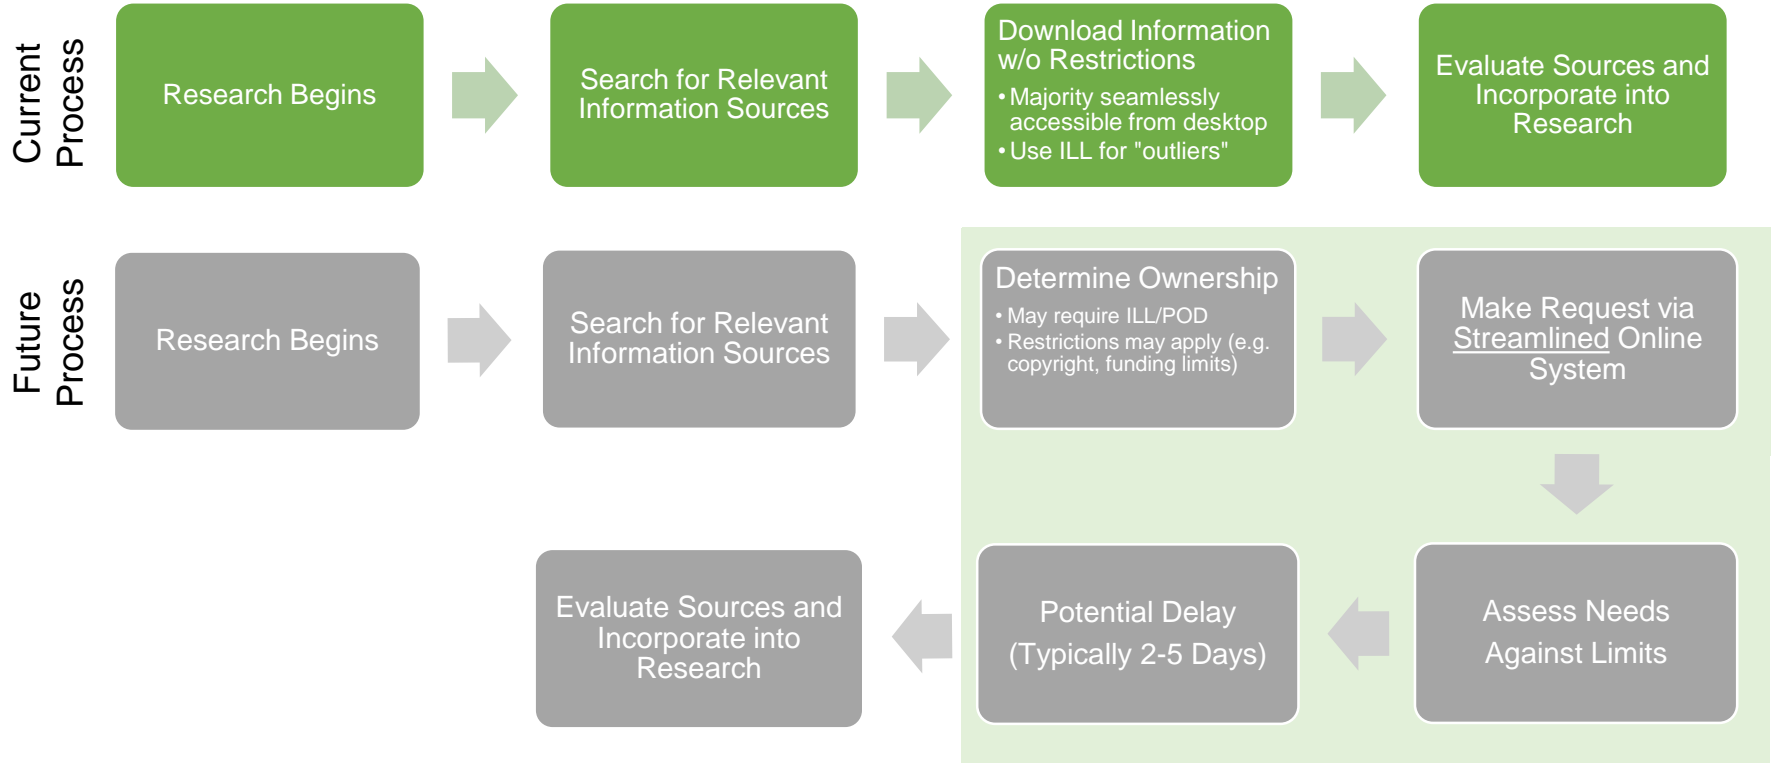 Current
Process
Research Begins
Search for Relevant
Information Sources
Download Information
w/o Restrictions
• Majority seamlessly
accessible from desktop
• Use ILL for "outliers"
Evaluate Sources and
Incorporate into
Research
Future
Process
Research Begins
Search for Relevant
Information Sources
Determine Ownership
• May require ILL/POD
• Restrictions may apply (e.g.
copyright, funding limits)
Make Request via
Streamlined Online
System
Assess Needs
Against Limits
Potential Delay
(Typically 2-5 Days)
Evaluate Sources and
Incorporate into
Research